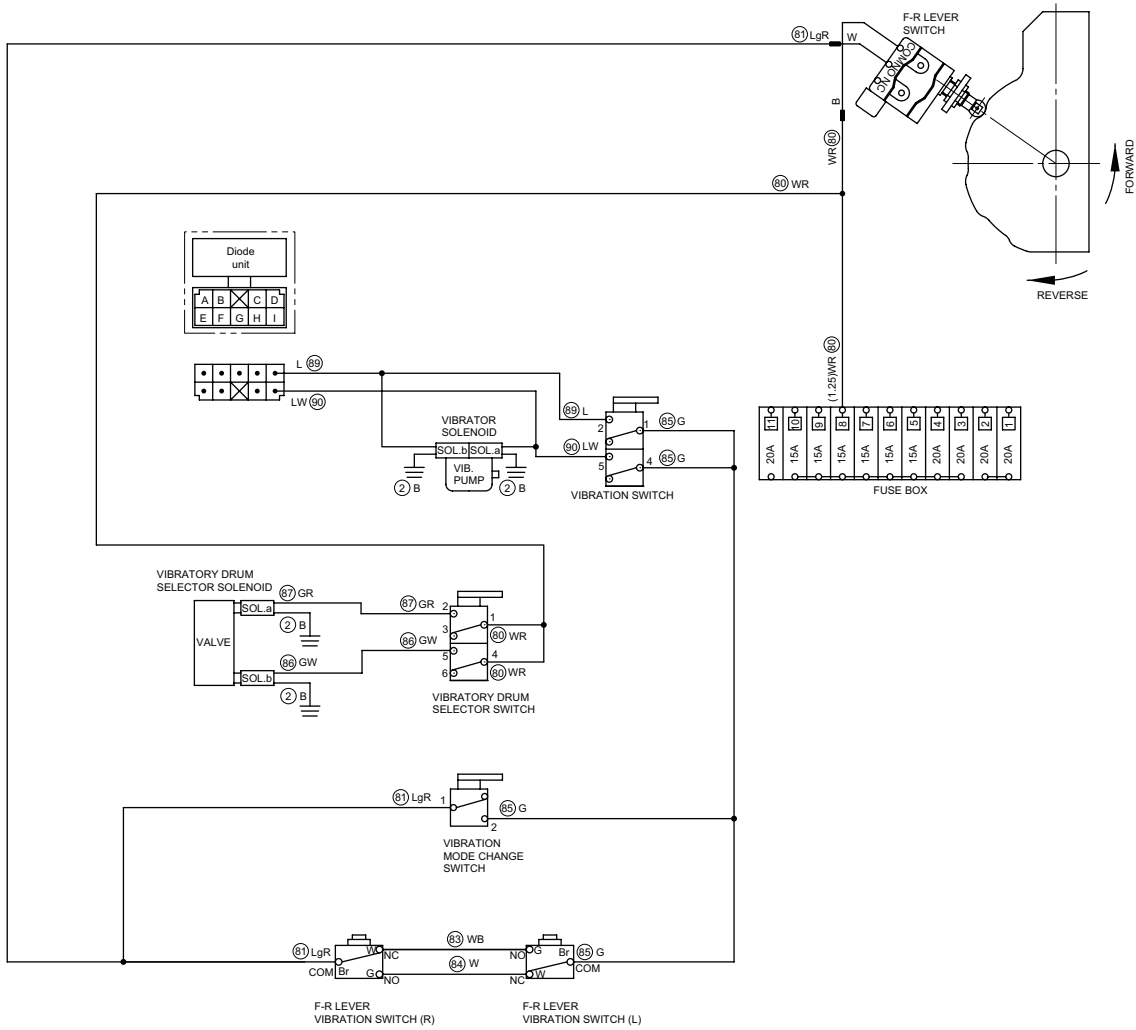 F-R LEVER
SWITCH
81 LgR
W
COM NO NC
B
WR 80
80 WR
FORWARD
REVERSE
Diode
unit
A B C D
E F G H I
L 89
LW 90
(1.25)WR 80
VIBRATOR
SOLENOID
SOL.b SOL.a
VIB.
PUMP
2 B
2 B
89 L
2
1
85 G
90 LW
5
4
85 G
VIBRATION SWITCH
11 10 9 8 7 6 5 4 3 2 1
20A 15A 15A 15A 15A 15A 15A 20A 20A 20A 20A
FUSE BOX
VIBRATORY DRUM
SELECTOR SOLENOID
87 GR
SOL.a
2 B
VALVE
86 GW
SOL.b
2 B
87 GR
2
3
1
80 WR
86 GW
5
6
4
80 WR
VIBRATORY DRUM
SELECTOR SWITCH
81 LgR
1
85 G
2
VIBRATION
MODE CHANGE
SWITCH
81 LgR
COM
Br
W
NC
G
NO
83 WB
84 W
NO
G
Br
85 G
COM
NC
W
F-R LEVER
VIBRATION SWITCH (R)
F-R LEVER
VIBRATION SWITCH (L)